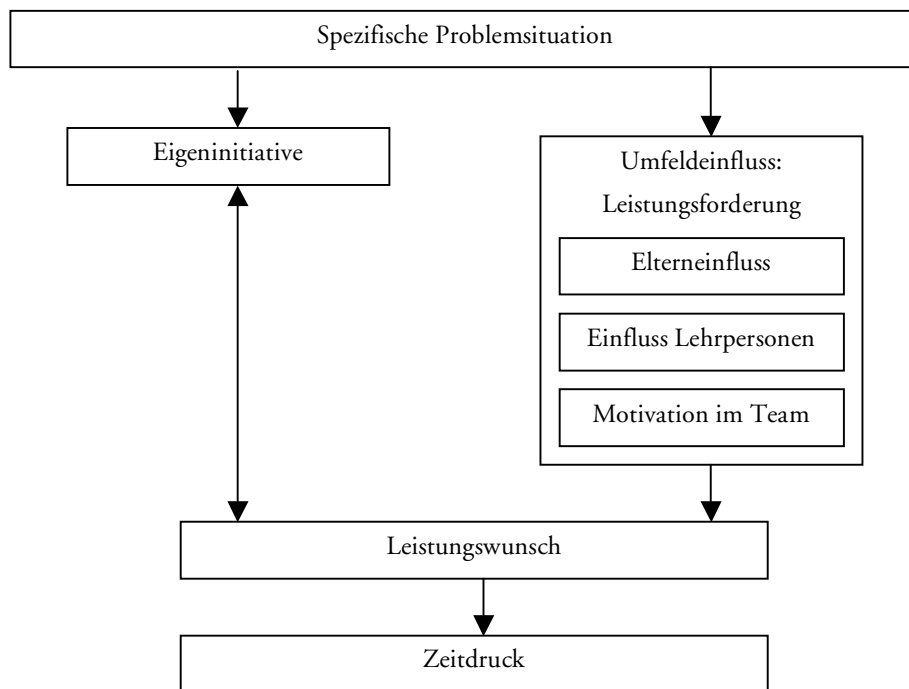 Spezifische Problemsituation
Eigeninitiative
Umfeldeinfluss:
Leistungsforderung
Elterneinfluss
Einfluss Lehrpersonen
Motivation im Team
Leistungswunsch
Zeitdruck